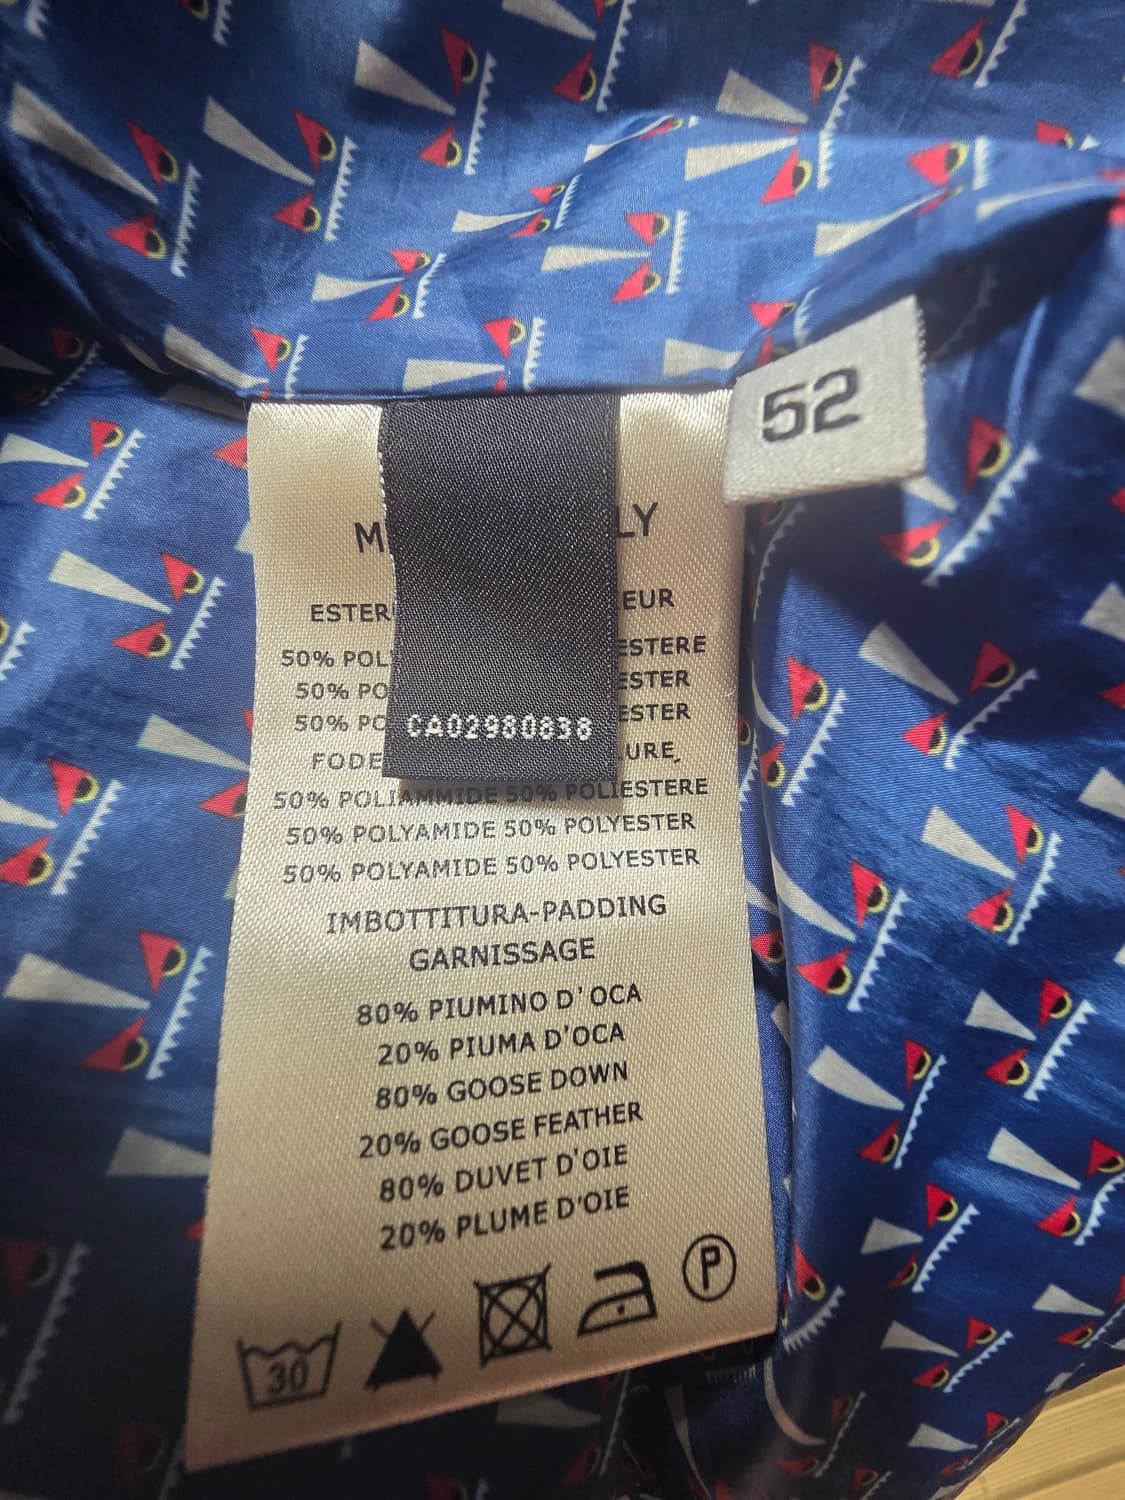 52
M LY
ESTER EUR
50% POL ESTERE
50% PO ESTER
50% PO ESTER
CA02980838
FODE URE,
50% POLIAMMIDE 50% POLIESTERE
50% POLYAMIDE 50% POLYESTER
50% POLYAMIDE 50% POLYESTER
IMBOTTITURA-PADDING
GARNISSAGE
80% PIUMINO D'OCA
20% PIUMA D'OCA
80% GOOSE DOWN
20% GOOSE FEATHER
80% DUVET D'OIE
20% PLUME D'OIE
30 P